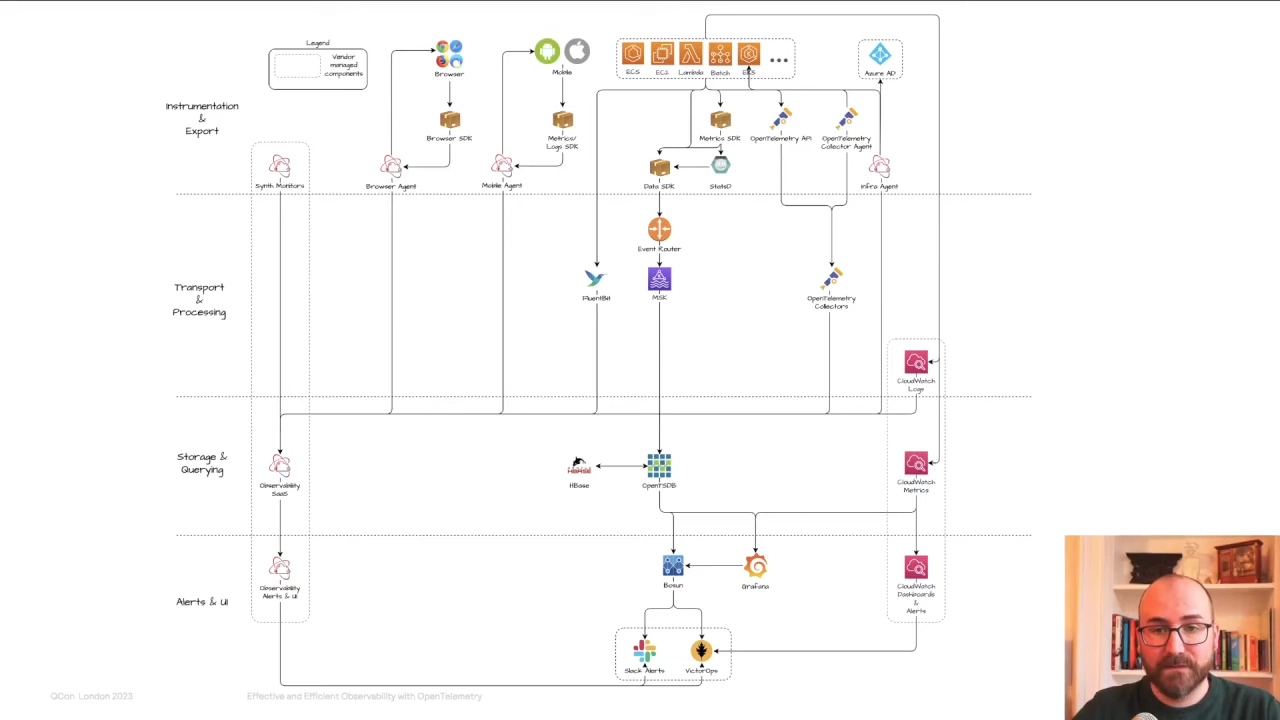 Legend
Vendor
managed
components
Browser
Mobile
ECS
EC2
Lambda
Batch
EKS
Azure AD
Instrumentation
&
Export
Browser SDK
Metrics/
Logs SDK
Metrics SDK
OpenTelemetry API
OpenTelemetry
Collector Agent
Synth Monitors
Browser Agent
Mobile Agent
Data SDK
StatsD
Infra Agent
Event Router
Transport
&
Processing
FluentBit
MSK
OpenTelemetry
Collectors
CloudWatch
Logs
Storage &
Querying
Observability
SaaS
HBase
OpenTSDB
CloudWatch
Metrics
Alerts & UI
Observability
Alerts & UI
Bosun
Grafana
CloudWatch
Dashboards
&
Alerts
Slack Alerts
VictorOps
QCon London 2023
Effective and Efficient Observability with OpenTelemetry